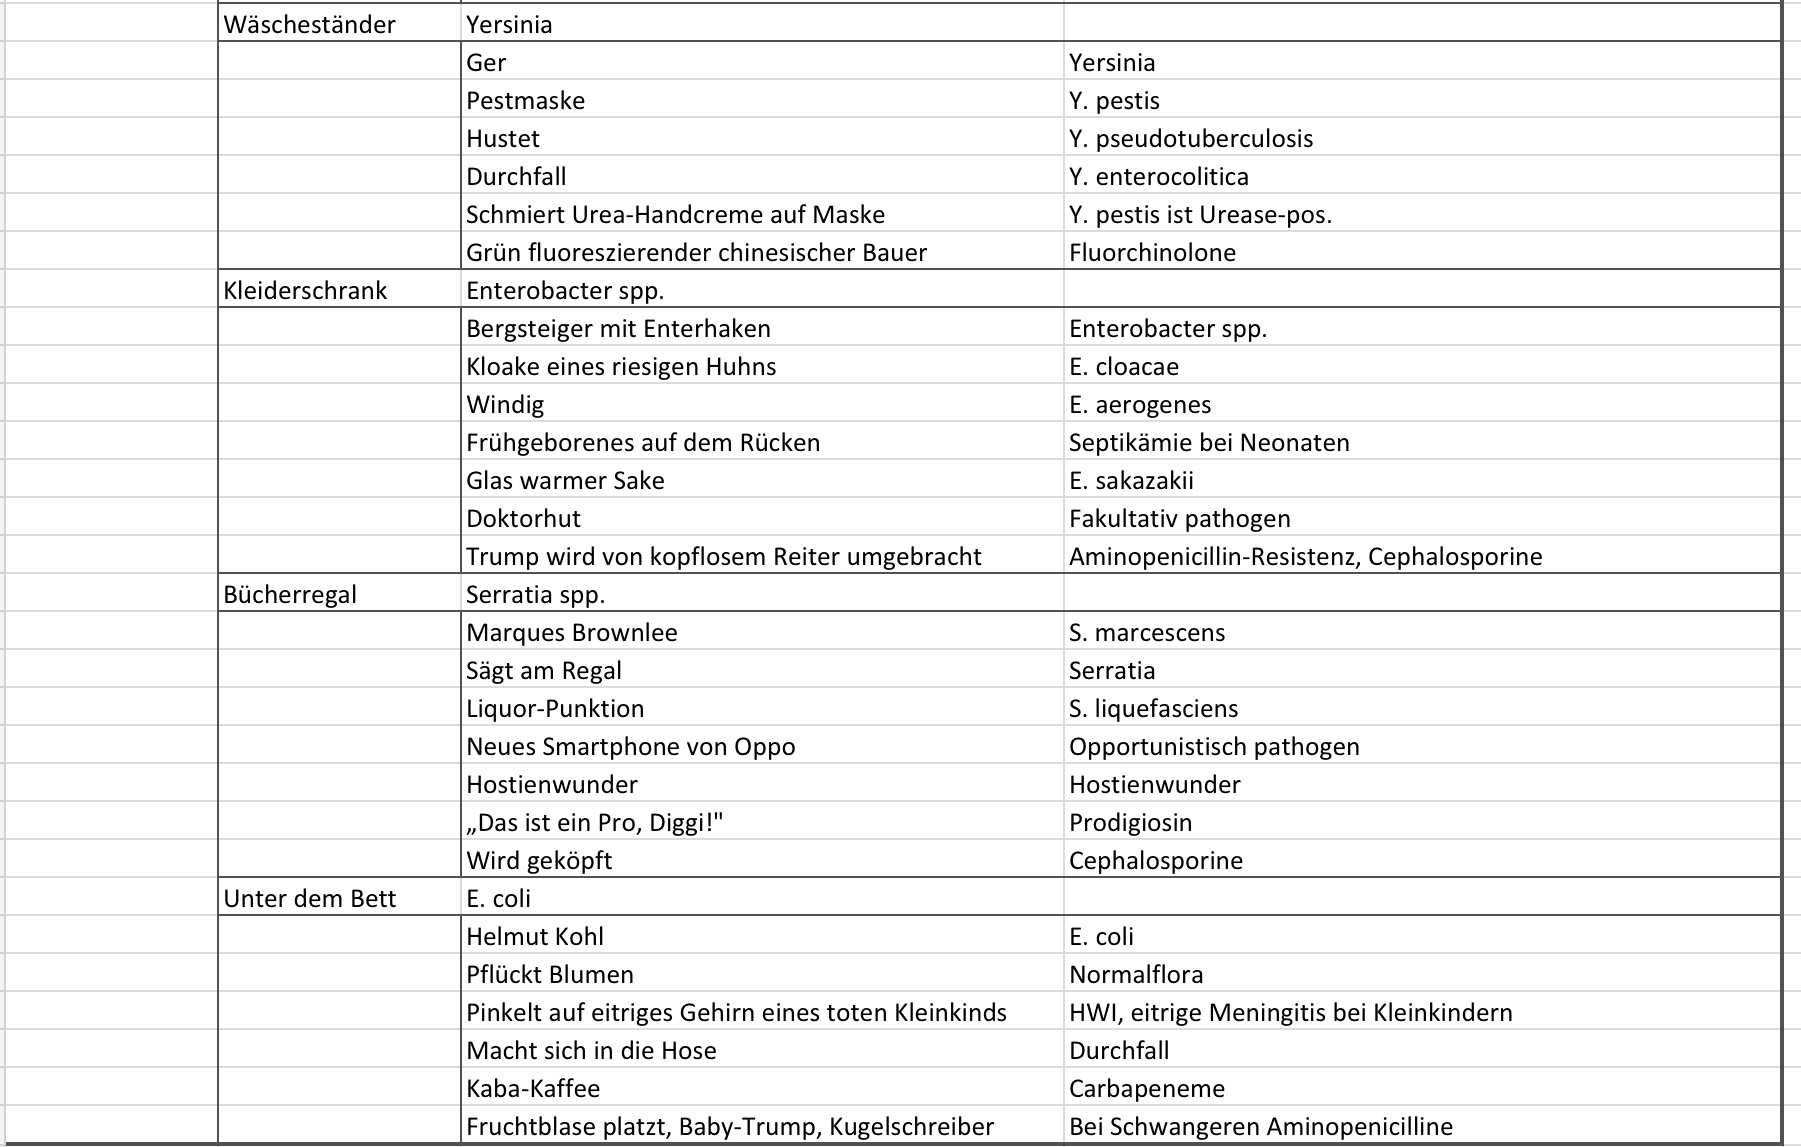 Wäscheständer Yersinia
Ger Yersinia
Pestmaske Y. pestis
Hustet Y. pseudotuberculosis
Durchfall Y. enterocolitica
Schmiert Urea-Handcreme auf Maske Y. pestis ist Urease-pos.
Grün fluoreszierender chinesischer Bauer Fluorchinolone
Kleiderschrank Enterobacter spp.
Bergsteiger mit Enterhaken Enterobacter spp.
Kloake eines riesigen Huhns E. cloacae
Windig E. aerogenes
Frühgeborenes auf dem Rücken Septikämie bei Neonaten
Glas warmer Sake E. sakazakii
Doktorhut Fakultativ pathogen
Trump wird von kopflosem Reiter umgebracht Aminopenicillin-Resistenz, Cephalosporine
Bücherregal Serratia spp.
Marques Brownlee S. marcescens
Sägt am Regal Serratia
Liquor-Punktion S. liquefasciens
Neues Smartphone von Oppo Opportunistisch pathogen
Hostienwunder Hostienwunder
„Das ist ein Pro, Diggi!" Prodigiosin
Wird geköpft Cephalosporine
Unter dem Bett E. coli
Helmut Kohl E. coli
Pflückt Blumen Normalflora
Pinkelt auf eitriges Gehirn eines toten Kleinkinds HWI, eitrige Meningitis bei Kleinkindern
Macht sich in die Hose Durchfall
Kaba-Kaffee Carbapeneme
Fruchtblase platzt, Baby-Trump, Kugelschreiber Bei Schwangeren Aminopenicilline